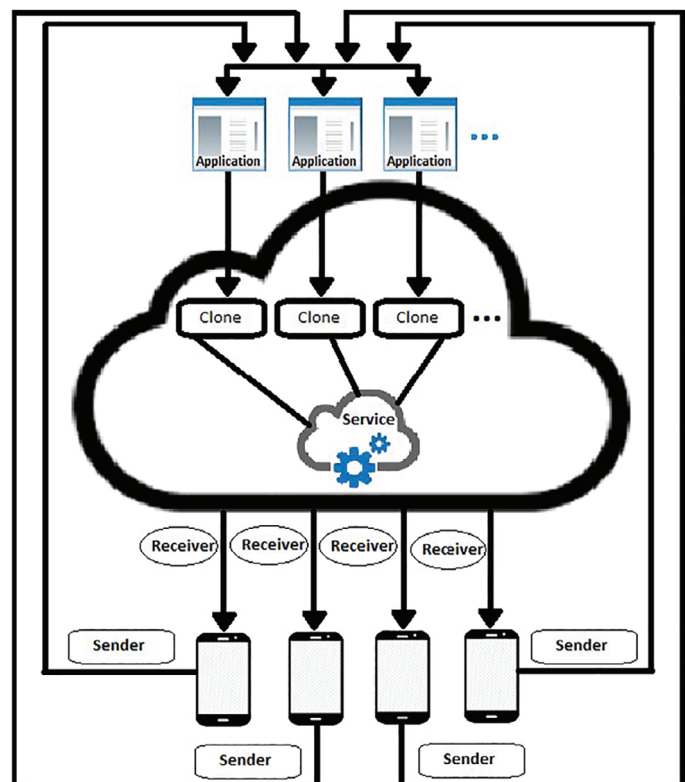 Application
Application
Application
Clone
Clone
Clone
Service
Receiver
Receiver
Receiver
Receiver
Sender
Sender
Sender
Sender